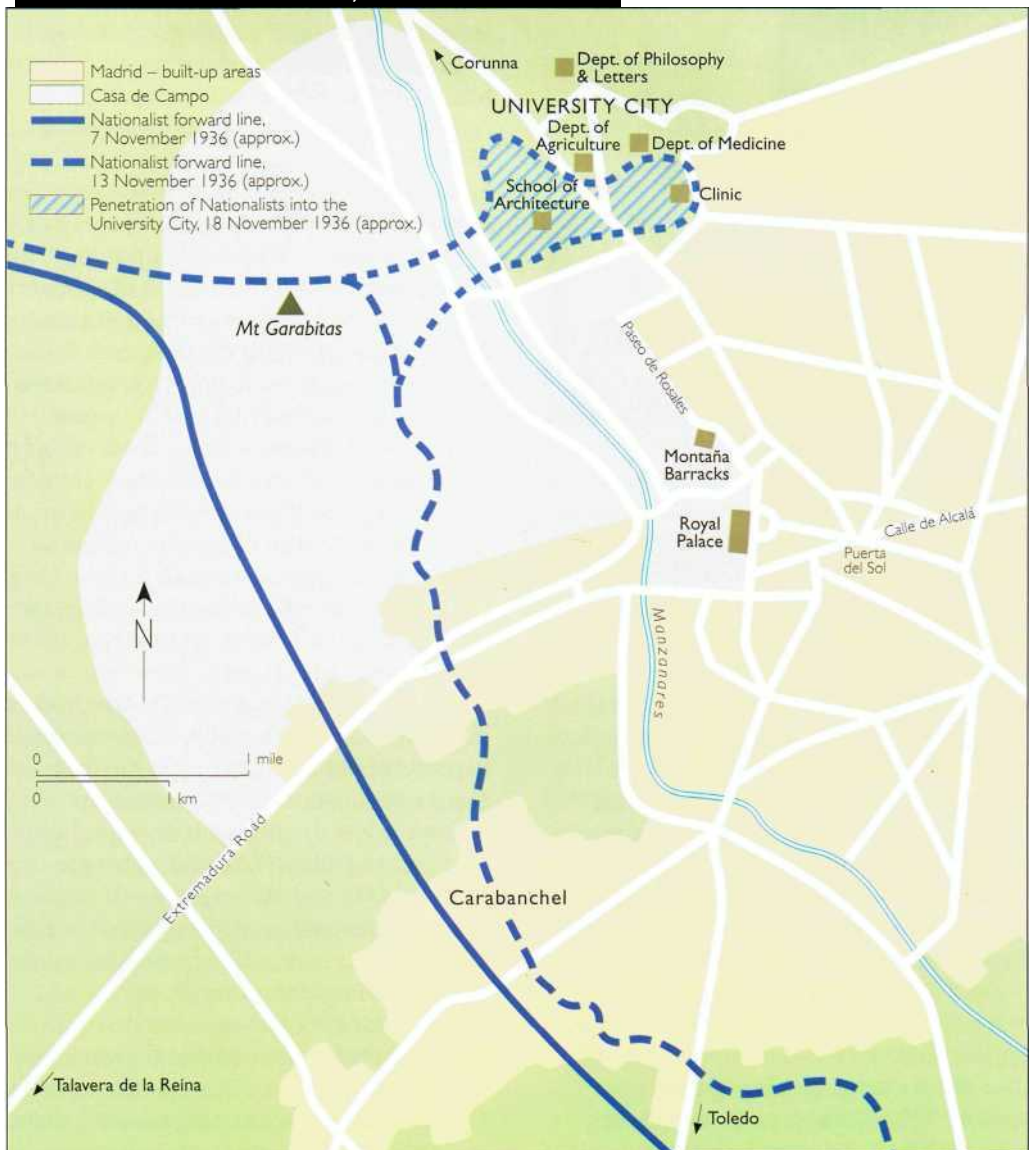 Madrid – built-up areas
Casa de Campo
Nationalist forward line,
7 November 1936 (approx.)
Nationalist forward line,
13 November 1936 (approx.)
Penetration of Nationalists into the
University City, 18 November 1936 (approx.)
Corunna
Dept. of Philosophy
& Letters
UNIVERSITY CITY
Dept. of
Agriculture
Dept. of Medicine
School of
Architecture
Clinic
Mt Garabitas
Paseo de Rosales
Montaña
Barracks
Royal
Palace
Calle de Alcalá
Puerta
del Sol
Manzanares
N
0 1 mile
0 1 km
Extremadura Road
Carabanchel
Talavera de la Reina
Toledo